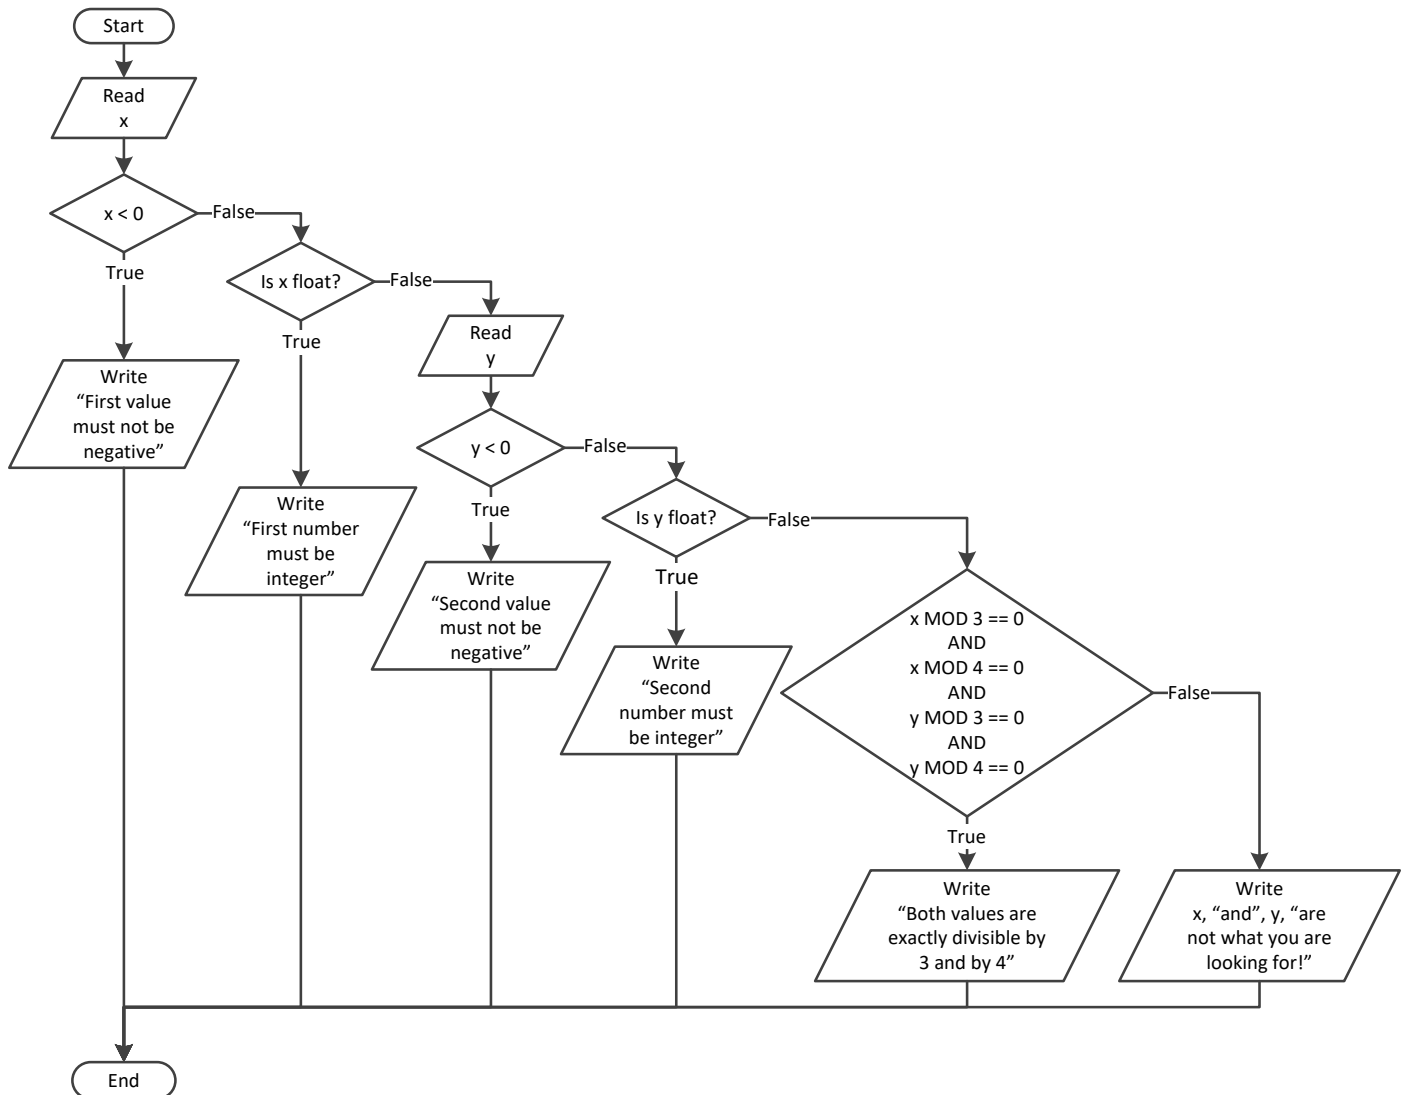 Start
Read
x
x < 0
False
True
Is x float?
False
True
Read
y
Write
“First value
must not be
negative”
y < 0
False
True
Write
“First number
must be
integer”
Is y float?
False
True
Write
“Second value
must not be
negative”
x MOD 3 == 0
AND
x MOD 4 == 0
AND
y MOD 3 == 0
AND
y MOD 4 == 0
False
True
Write
“Second
number must
be integer”
Write
“Both values are
exactly divisible by
3 and by 4”
Write
x, “and”, y, “are
not what you are
looking for!”
End